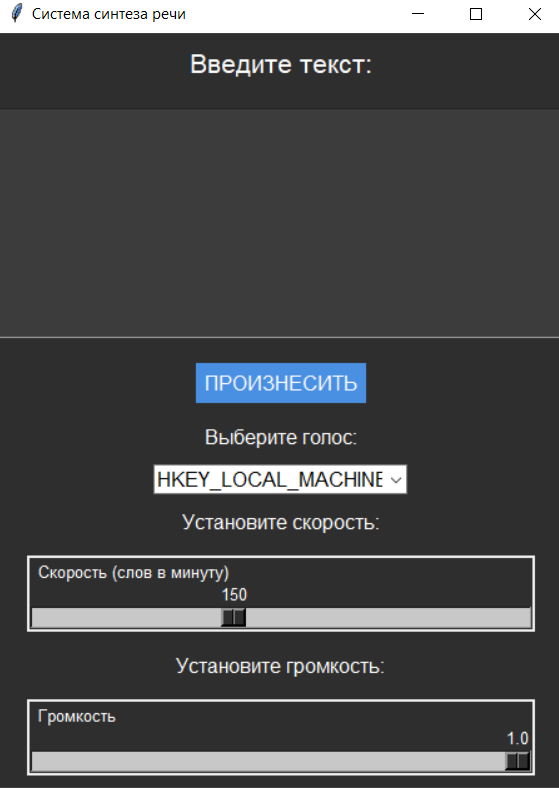 Система синтеза речи
Введите текст:
ПРОИЗНЕСИТЬ
Выберите голос:
HKEY_LOCAL_MACHINE
Установите скорость:
Скорость (слов в минуту)
150
Установите громкость:
Громкость
1.0